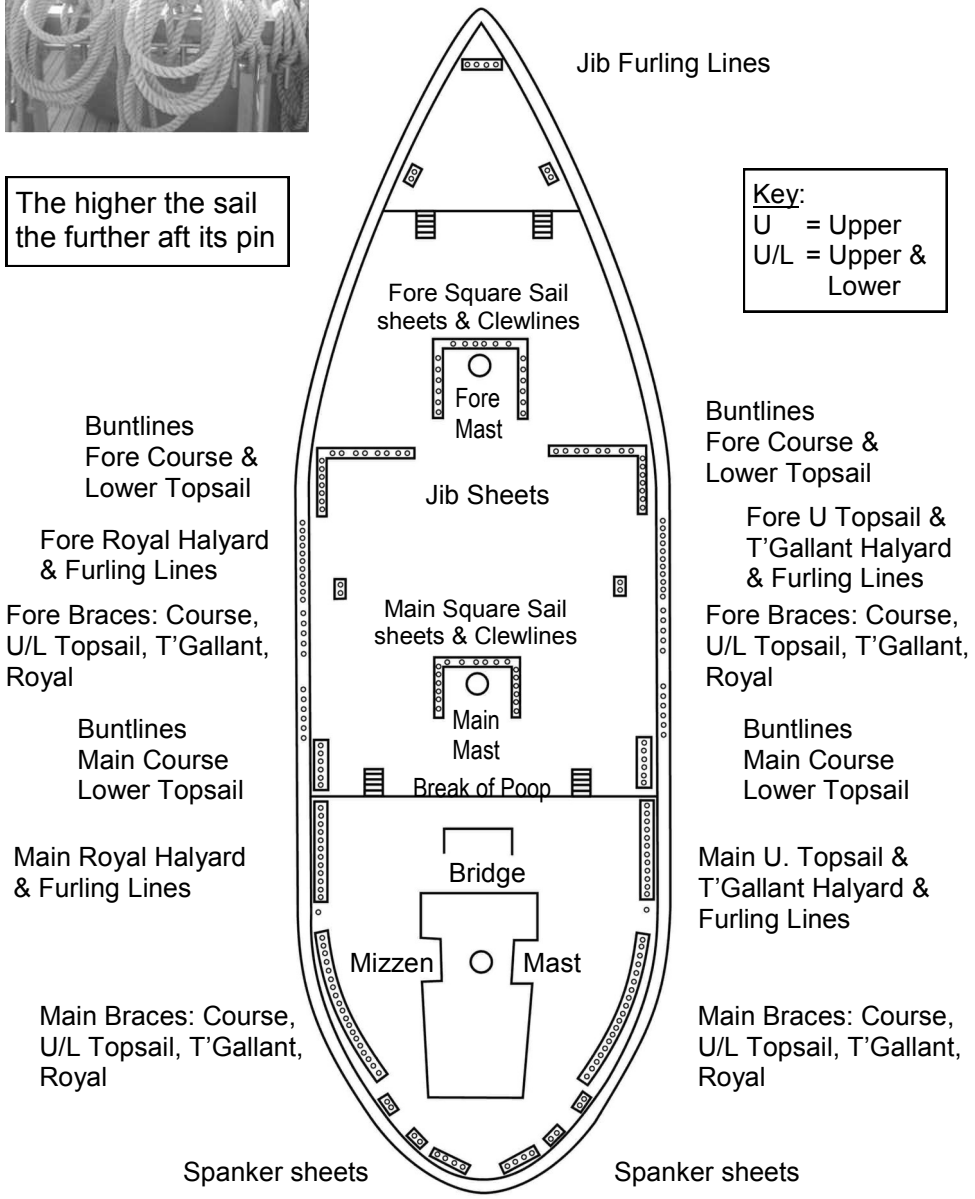 Jib Furling Lines
The higher the sail
the further aft its pin
Key:
U = Upper
U/L = Upper &
Lower
Fore Square Sail
sheets & Clewlines
Fore
Mast
Buntlines
Fore Course &
Lower Topsail
Buntlines
Fore Course &
Lower Topsail
Jib Sheets
Fore Royal Halyard
& Furling Lines
Fore U Topsail &
T'Gallant Halyard
& Furling Lines
Fore Braces: Course,
U/L Topsail, T'Gallant,
Royal
Main Square Sail
sheets & Clewlines
Fore Braces: Course,
U/L Topsail, T'Gallant,
Royal
Main
Mast
Buntlines
Main Course
Lower Topsail
Buntlines
Main Course
Lower Topsail
Break of Poop
Main Royal Halyard
& Furling Lines
Bridge
Main U. Topsail &
T'Gallant Halyard &
Furling Lines
Mizzen Mast
Main Braces: Course,
U/L Topsail, T'Gallant,
Royal
Main Braces: Course,
U/L Topsail, T'Gallant,
Royal
Spanker sheets
Spanker sheets